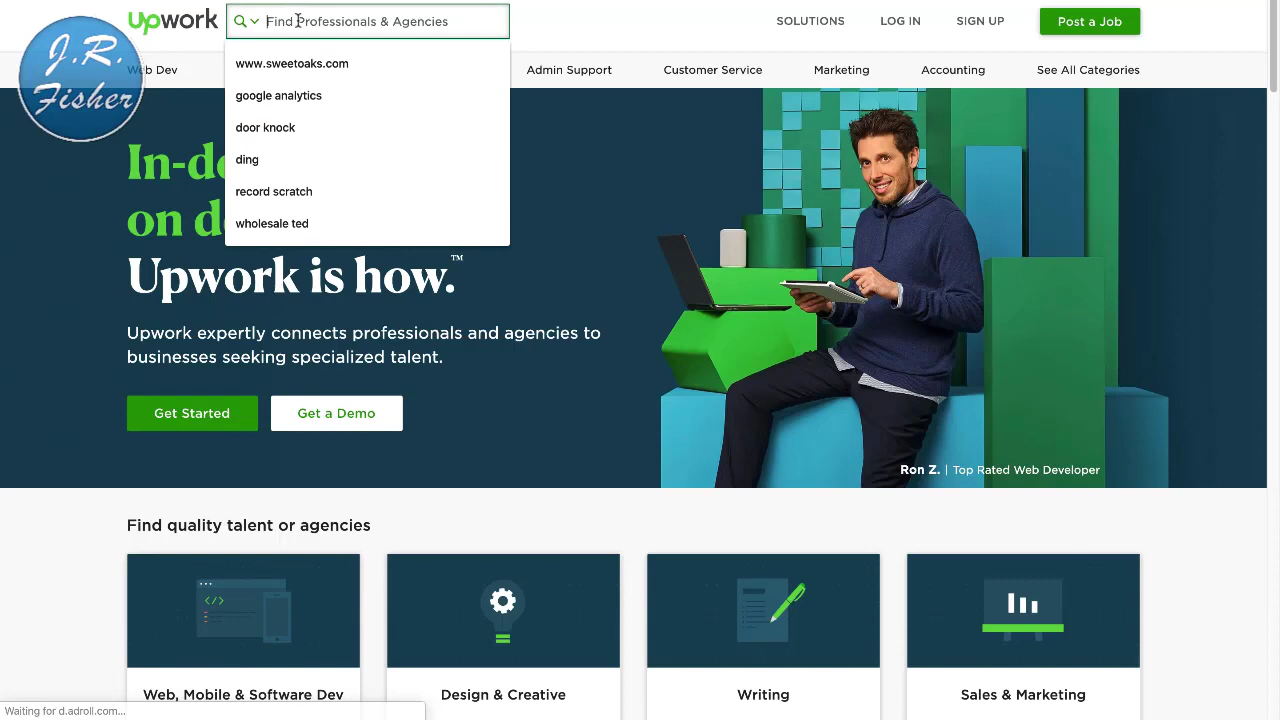 upwork
Find Professionals & Agencies
SOLUTIONS
LOG IN
SIGN UP
Post a Job
J.R.
Fisher
Web Dev
Admin Support
Customer Service
Marketing
Accounting
See All Categories
www.sweetoaks.com
google analytics
door knock
ding
record scratch
wholesale ted
In-de
on de
Upwork is how.™
Upwork expertly connects professionals and agencies to
businesses seeking specialized talent.
Get Started
Get a Demo
Ron Z. | Top Rated Web Developer
Find quality talent or agencies
Web, Mobile & Software Dev
Design & Creative
Writing
Sales & Marketing
Waiting for d.adroll.com...